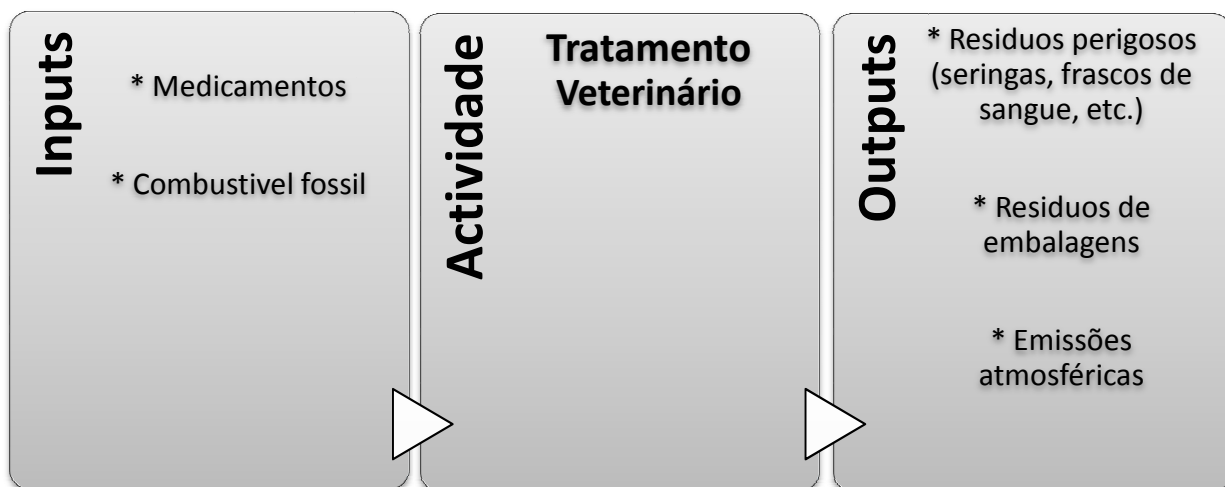 Inputs
* Medicamentos
* Combustivel fossil
Actividade
Tratamento
Veterinário
Outputs
* Residuos perigosos
(seringas, frascos de
sangue, etc.)
* Residuos de
embalagens
* Emissões
atmosféricas